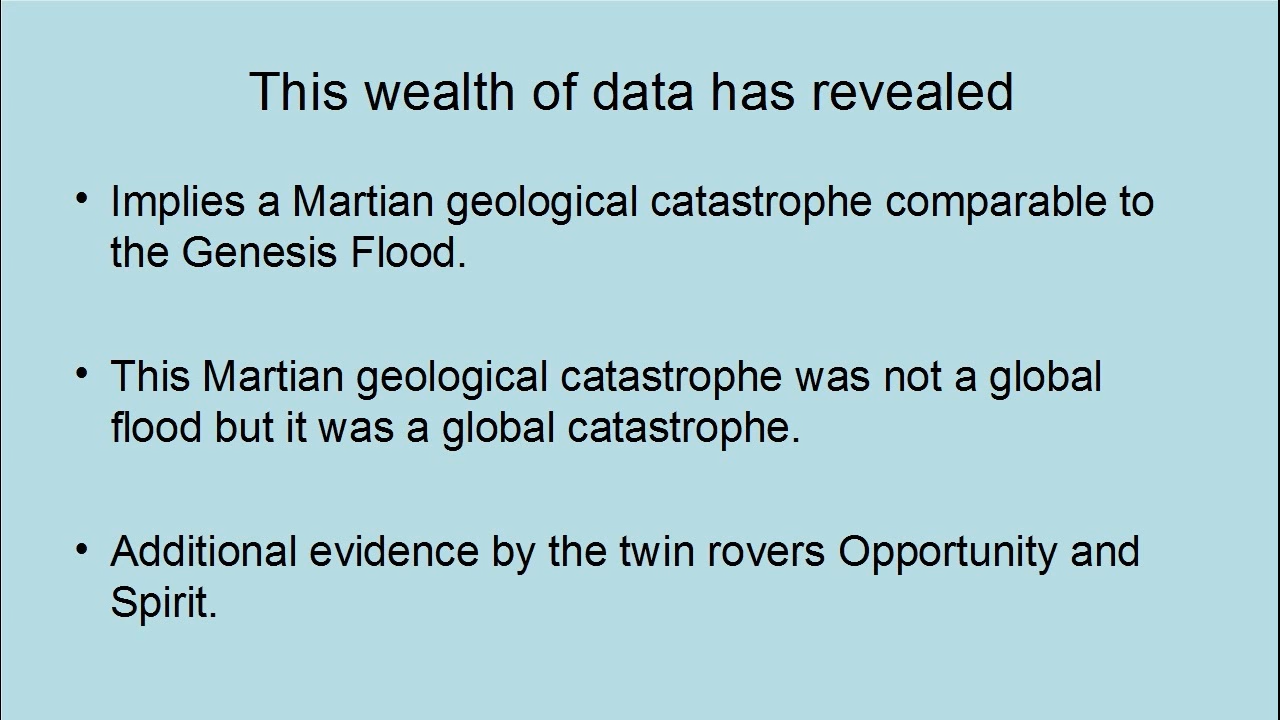 This wealth of data has revealed
• Implies a Martian geological catastrophe comparable to
the Genesis Flood.
• This Martian geological catastrophe was not a global
flood but it was a global catastrophe.
• Additional evidence by the twin rovers Opportunity and
Spirit.